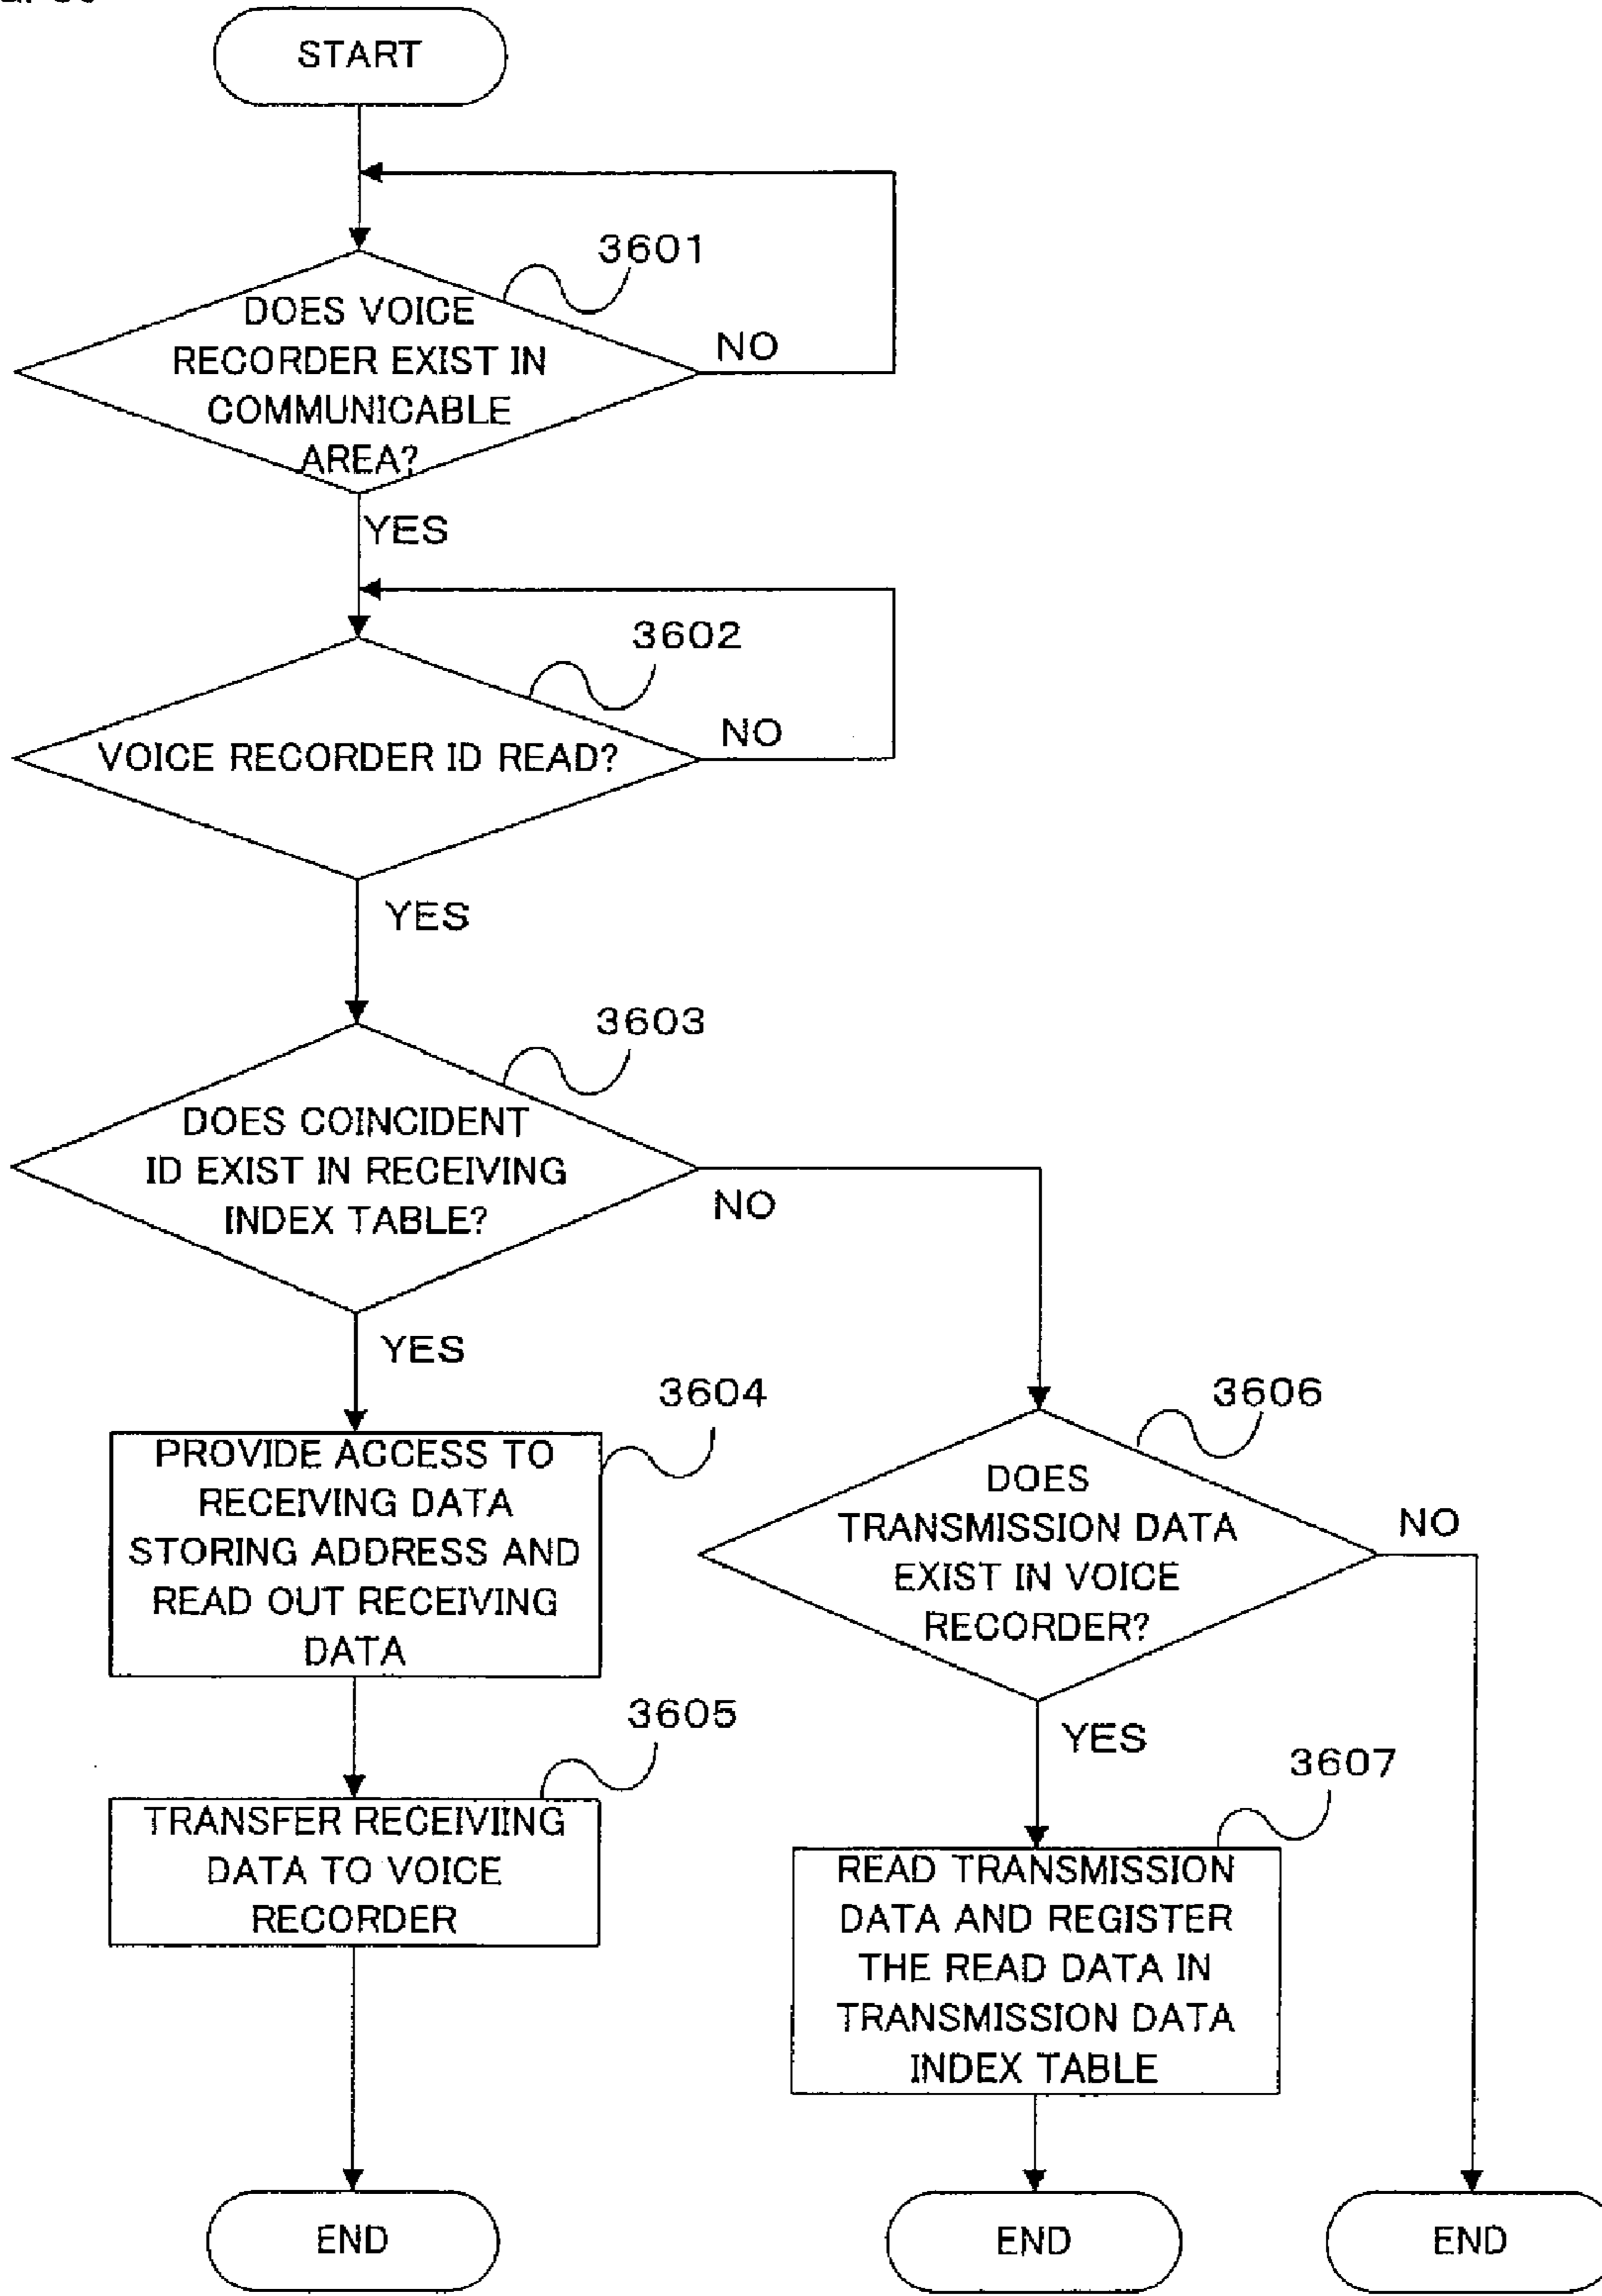 START
3601
DOES VOICE
RECORDER EXIST IN
COMMUNICABLE
AREA?
NO
YES
3602
VOICE RECORDER ID READ?
NO
YES
3603
DOES COINCIDENT
ID EXIST IN RECEIVING
INDEX TABLE?
NO
YES
3604
PROVIDE ACCESS TO
RECEIVING DATA
STORING ADDRESS AND
READ OUT RECEIVING
DATA
3606
DOES
TRANSMISSION DATA
EXIST IN VOICE
RECORDER?
NO
YES
3605
TRANSFER RECEIVIING
DATA TO VOICE
RECORDER
3607
READ TRANSMISSION
DATA AND REGISTER
THE READ DATA IN
TRANSMISSION DATA
INDEX TABLE
END
END
END